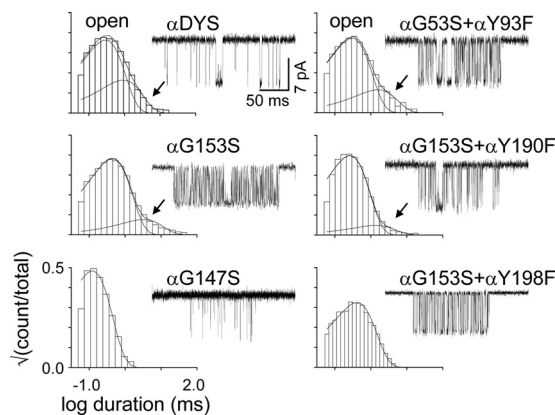 open αDYS open αG53S+αY93F
7 pA
50 ms
αG153S αG153S+αY190F
0.5 αG147S αG153S+αY198F
√(count/total)
0.0
-1.0 2.0
log duration (ms)